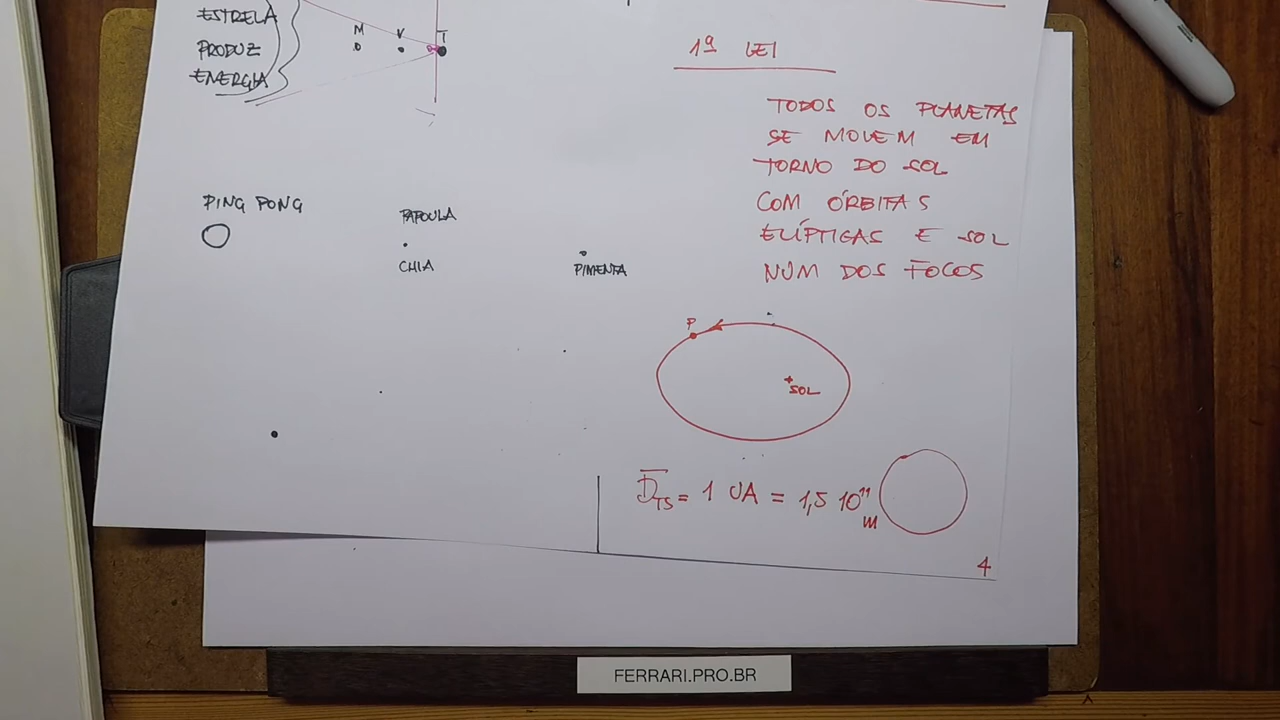 ESTRELA
PRODUZ
ENERGIA
M
V
T
PING PONG
PAPOULA
CHIA
PIMENTA
1ª LEI
TODOS OS PLANETAS
SE MOVEM EM
TORNO DO SOL
COM ÓRBITAS
ELÍPTICAS E SOL
NUM DOS FOCOS
P
SOL
D̅TS = 1 UA = 1,5 10¹¹ m
4
FERRARI.PRO.BR